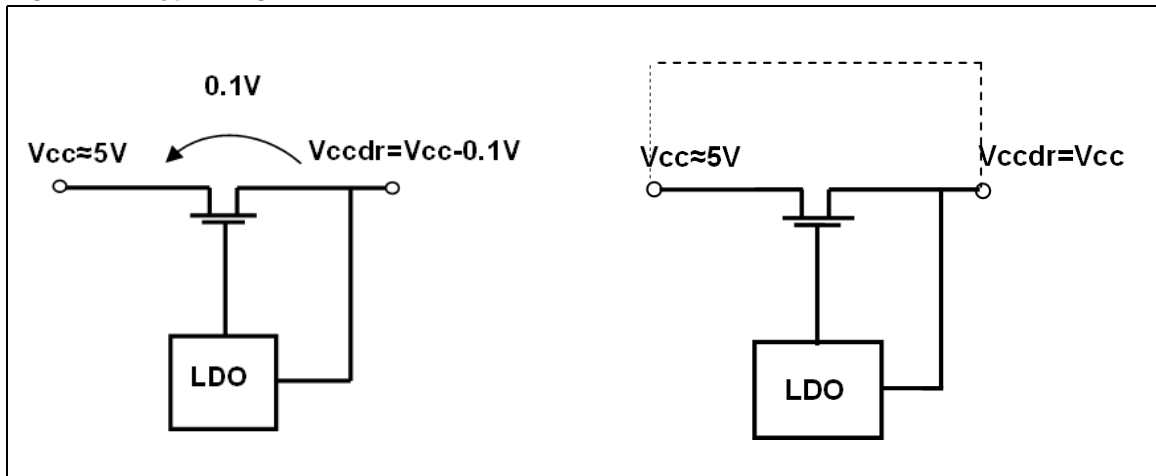 0.1V
Vcc≈5V
Vccdr=Vcc-0.1V
LDO
Vcc≈5V
Vccdr=Vcc
LDO